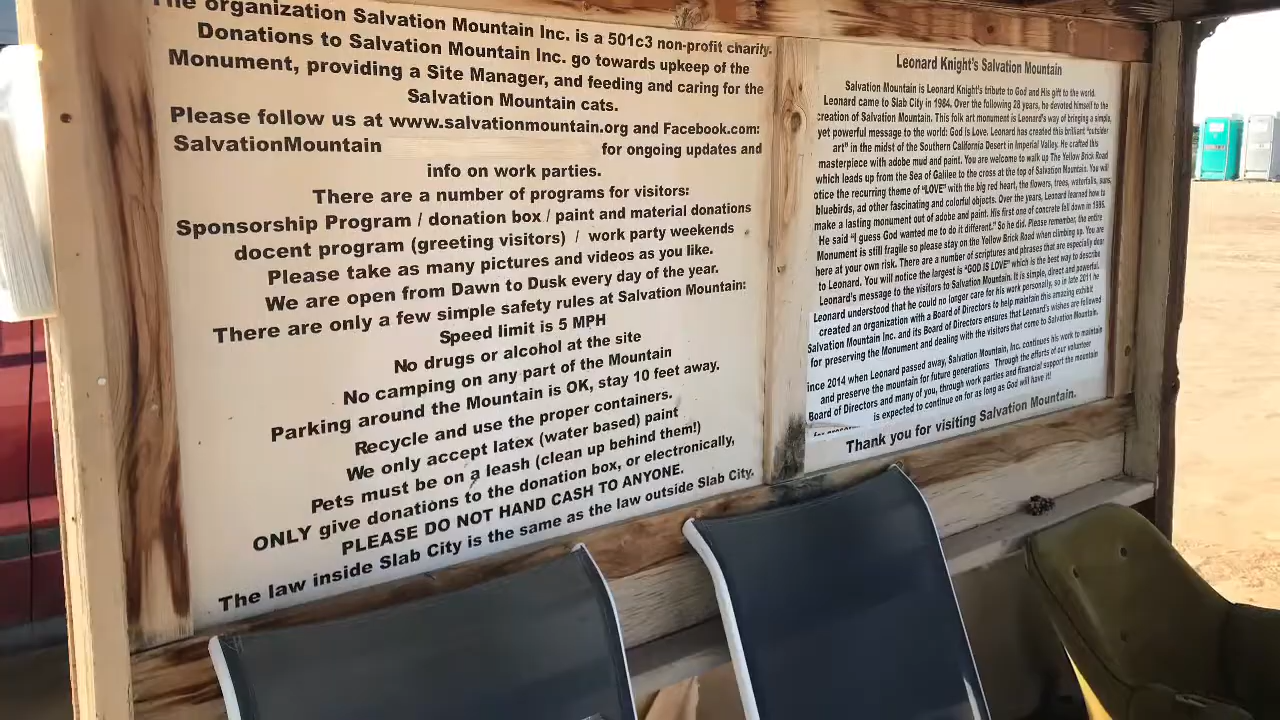 The organization Salvation Mountain Inc. is a 501c3 non-profit charity.
Donations to Salvation Mountain Inc. go towards upkeep of the
Monument, providing a Site Manager, and feeding and caring for the
Salvation Mountain cats.
Please follow us at www.salvationmountain.org and Facebook.com:
SalvationMountain for ongoing updates and
info on work parties.
There are a number of programs for visitors:
Sponsorship Program / donation box / paint and material donations
docent program (greeting visitors) / work party weekends
Please take as many pictures and videos as you like.
We are open from Dawn to Dusk every day of the year.
There are only a few simple safety rules at Salvation Mountain:
Speed limit is 5 MPH
No drugs or alcohol at the site
No camping on any part of the Mountain
Parking around the Mountain is OK, stay 10 feet away.
Recycle and use the proper containers.
We only accept latex (water based) paint
Pets must be on a leash (clean up behind them!)
ONLY give donations to the donation box, or electronically,
PLEASE DO NOT HAND CASH TO ANYONE.
The law inside Slab City is the same as the law outside Slab City.
Leonard Knight's Salvation Mountain
Salvation Mountain is Leonard Knight's tribute to God and His gift to the world.
Leonard came to Slab City in 1984. Over the following 28 years, he devoted himself to the
creation of Salvation Mountain. This folk art monument is Leonard's way of bringing a simple,
yet powerful message to the world: God is Love. Leonard has created this brilliant "outsider
art" in the midst of the Southern California Desert in Imperial Valley. He crafted this
masterpiece with adobe mud and paint. You are welcome to walk up The Yellow Brick Road
which leads up from the Sea of Galilee to the cross at the top of Salvation Mountain. You will
otice the recurring theme of "LOVE" with the big red heart, the flowers, trees, waterfalls, suns,
bluebirds, ad other fascinating and colorful objects. Over the years, Leonard learned how to
make a lasting monument out of adobe and paint. His first one of concrete fell down in 1986.
He said "I guess God wanted me to do it different." So he did. Please remember, the entire
Monument is still fragile so please stay on the Yellow Brick Road when climbing up. You are
here at your own risk. There are a number of scriptures and phrases that are especially dear
to Leonard. You will notice the largest is "GOD IS LOVE" which is the best way to describe
Leonard's message to the visitors to Salvation Mountain. It is simple, direct and powerful.
Leonard understood that he could no longer care for his work personaly, so in late 2011 he
created an organization with a Board of Directors to help maintain this amazing exhibit
Salvation Mountain Inc. and its Board of Directors ensures that Leonard's wishes are followed
for preserving the Monument and dealing with the visitors that come to Salvation Mountain.
ince 2014 when Leonard passed away, Salvation Mountain, Inc. continues his work to maintain
and preserve the mountain for future generations Through the efforts of our volunteer
Board of Directors and many of you, through work parties and financial support the mountain
is expected to continue on for as long as God will have it!
Thank you for visiting Salvation Mountain.